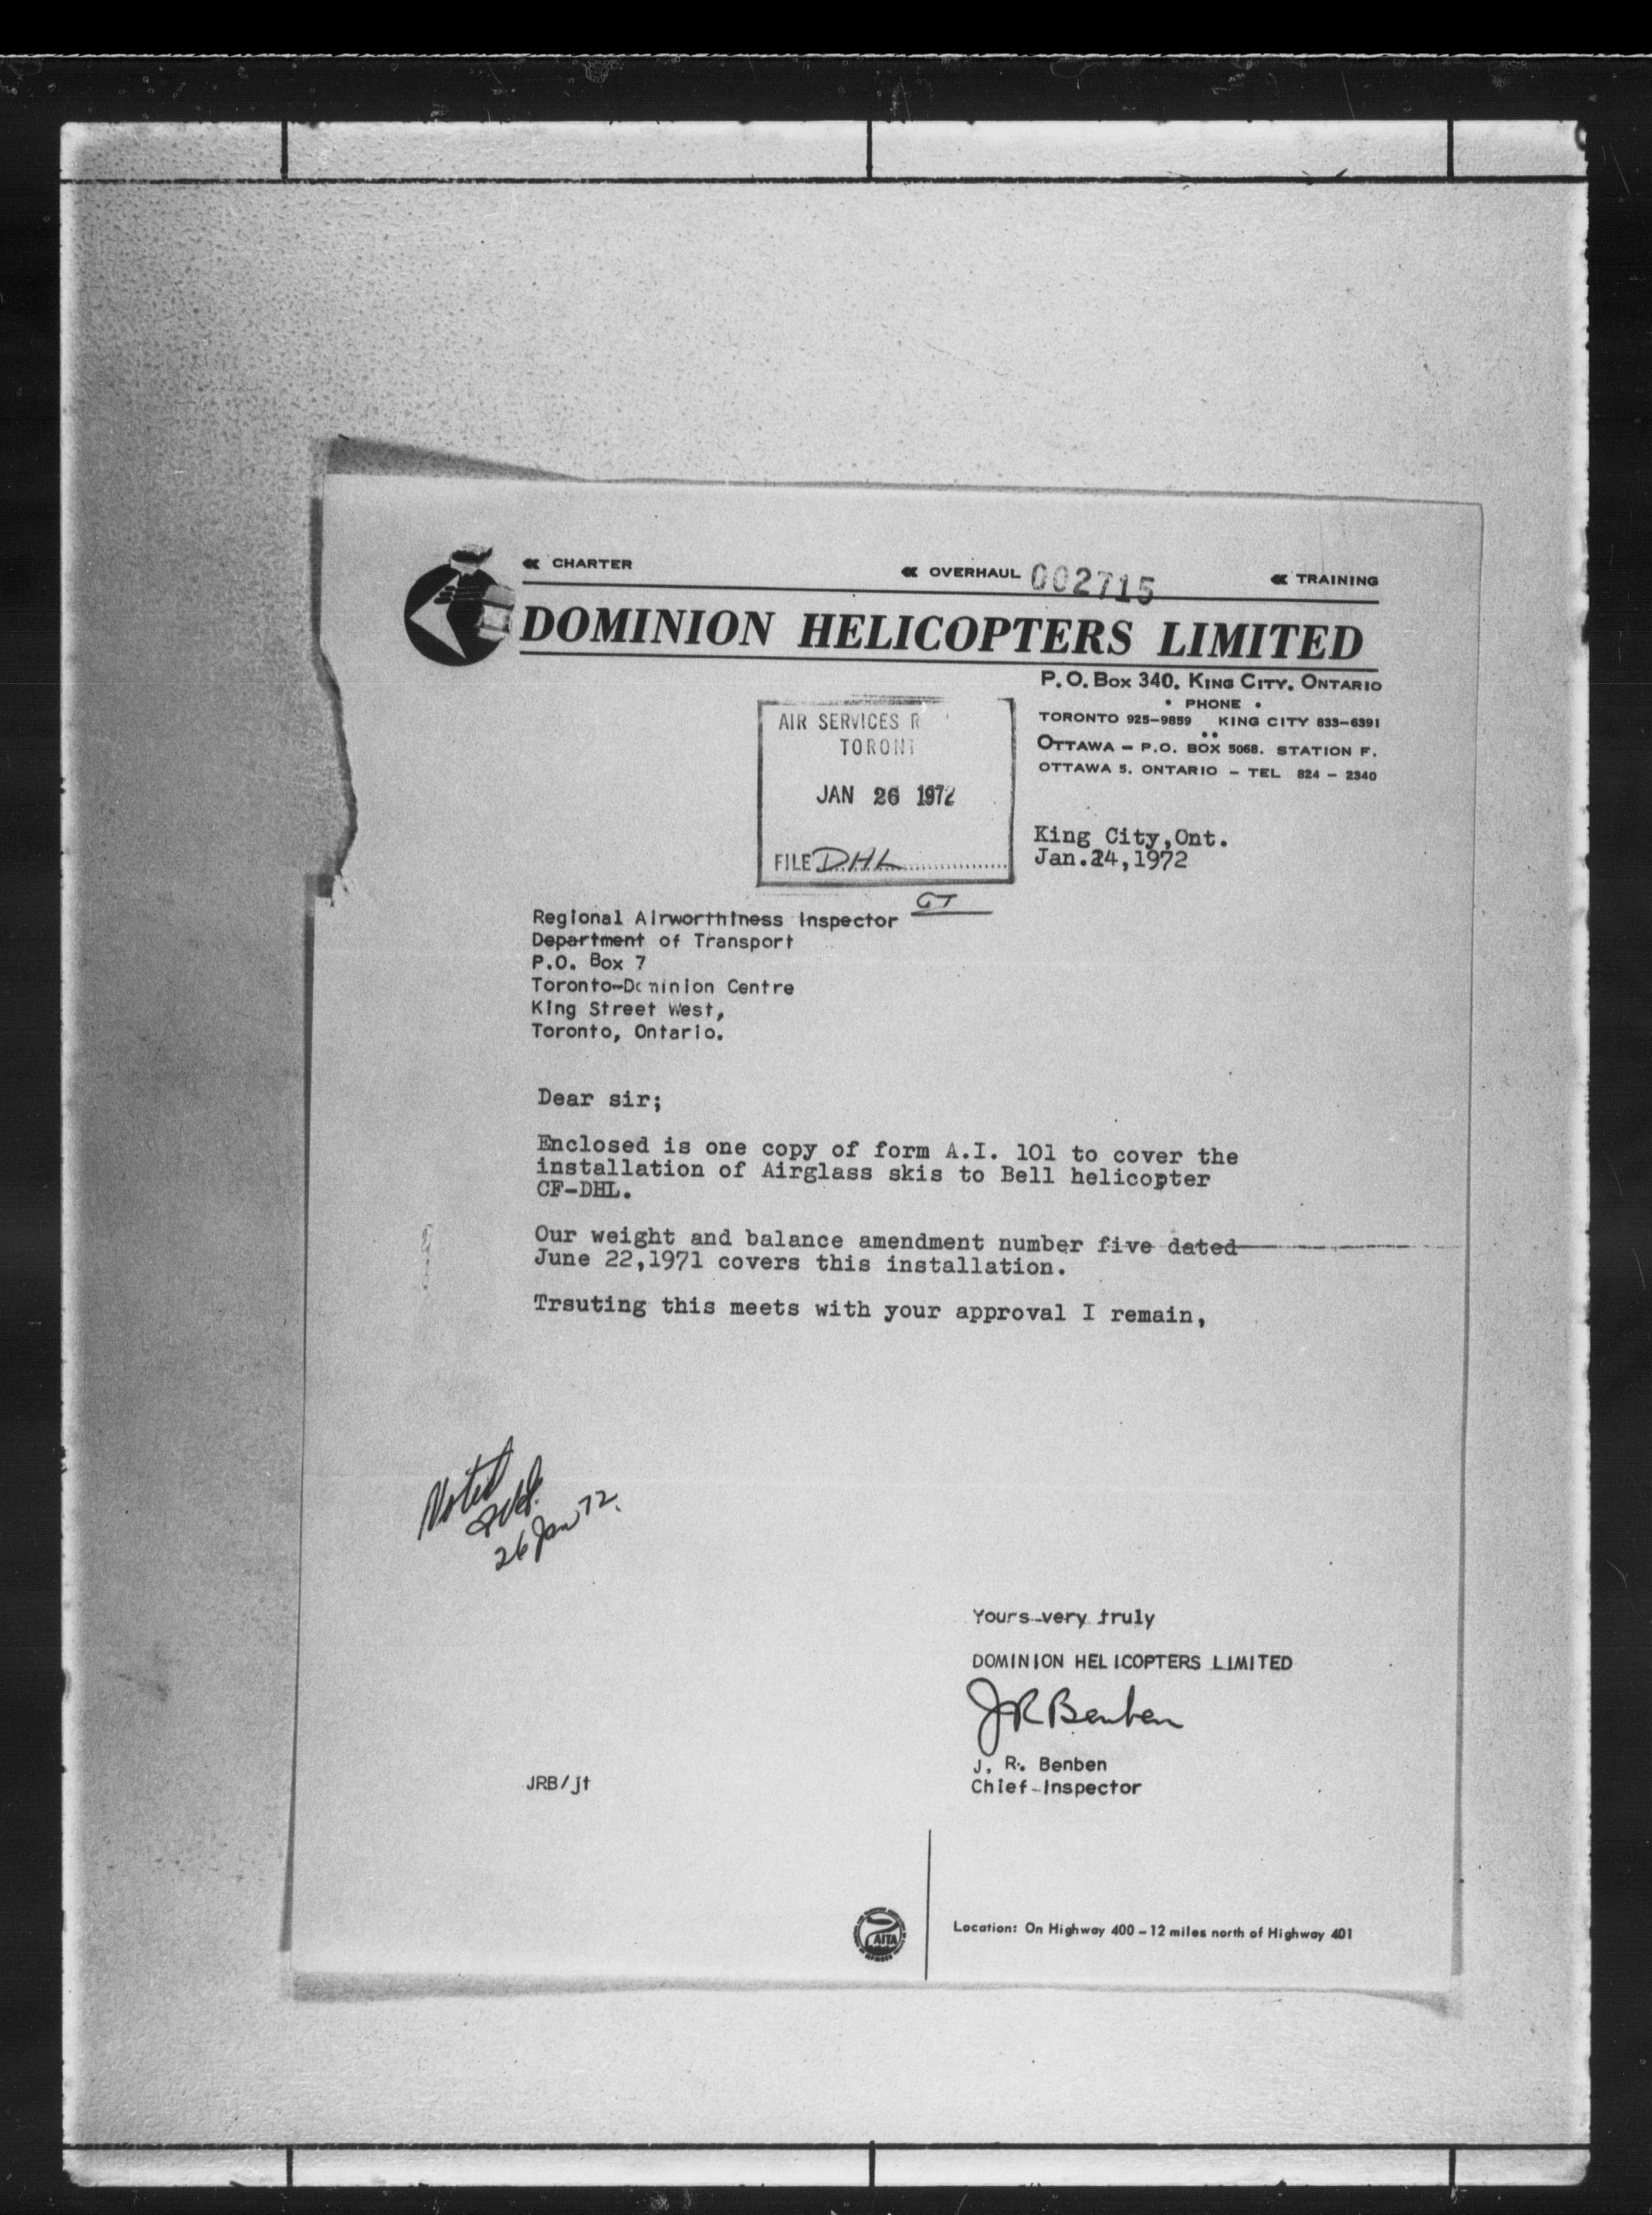 CHARTER OVERHAUL 002715 TRAINING
DOMINION HELICOPTERS LIMITED
P.O. Box 340, King City, Ontario
• PHONE •
TORONTO 925-9859 KING CITY 833-6391
OTTAWA - P.O. BOX 5068. STATION F.
OTTAWA 5, ONTARIO - TEL 824 - 2340
AIR SERVICES R
TORONT
JAN 26 1972
FILE DHL
King City,Ont.
Jan.24,1972
GT
Regional Airworthiness Inspector
Department of Transport
P.O. Box 7
Toronto-Dominion Centre
King Street West,
Toronto, Ontario.
Dear sir;
Enclosed is one copy of form A.I. 101 to cover the
installation of Airglass skis to Bell helicopter
CF-DHL.
Our weight and balance amendment number five dated
June 22,1971 covers this installation.
Trsuting this meets with your approval I remain,
Noted
26 Jan 72.
Yours very truly
DOMINION HELICOPTERS LIMITED
JR Benben
J. R. Benben
Chief Inspector
JRB/jt
AITA
Location: On Highway 400 - 12 miles north of Highway 401